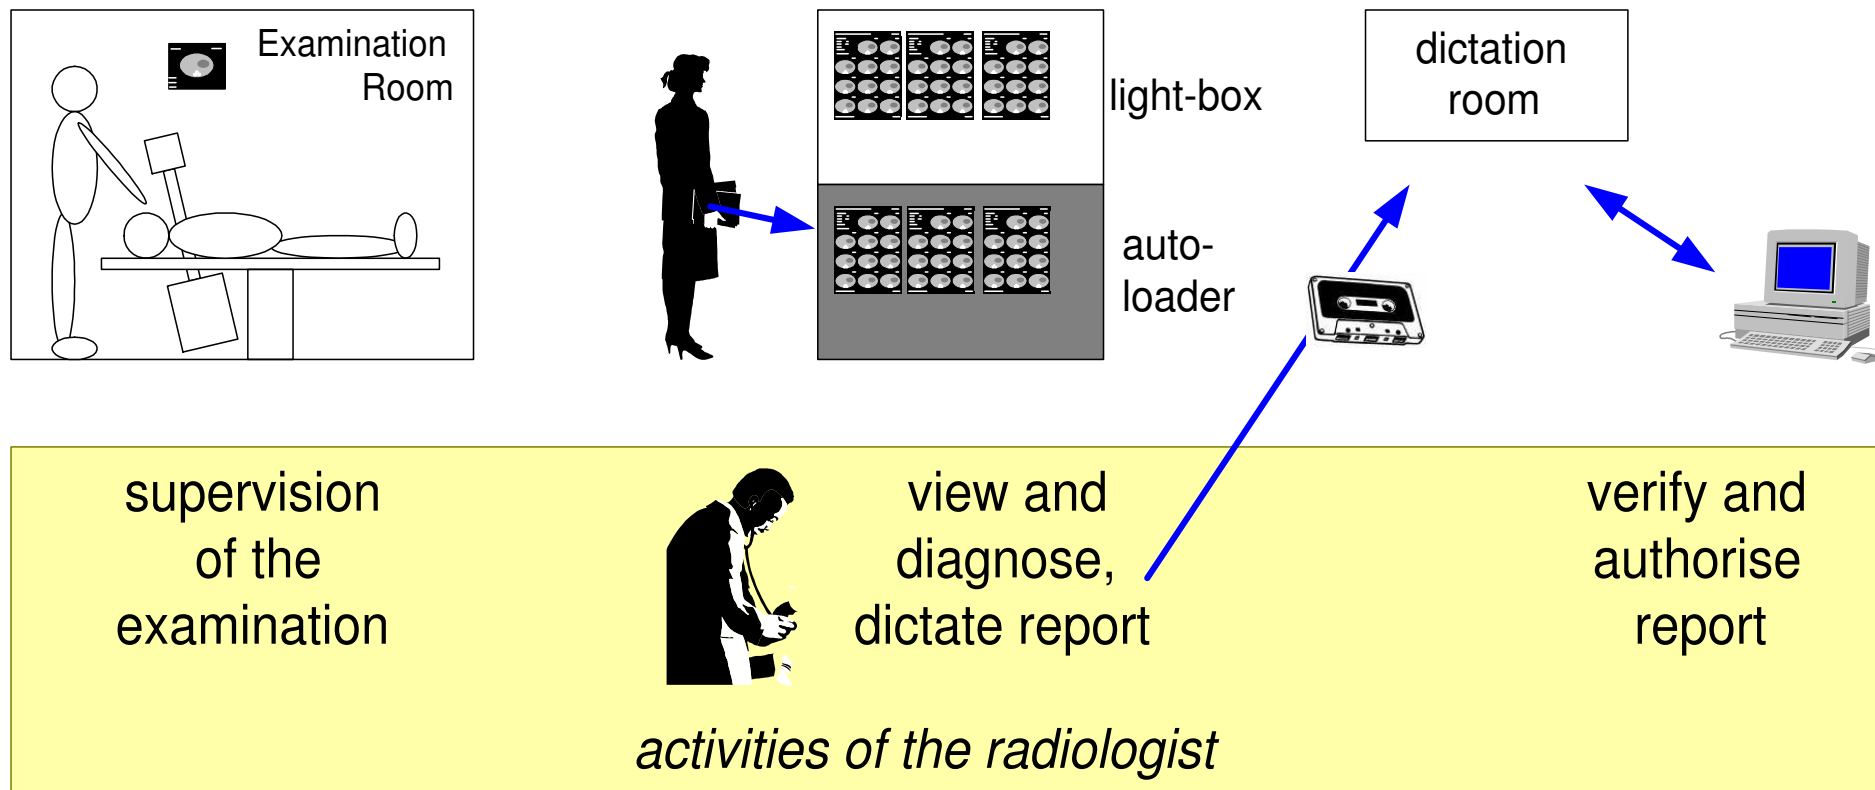 Examination
Room
light-box
auto-
loader
dictation
room
supervision
of the
examination
view and
diagnose,
dictate report
verify and
authorise
report
activities of the radiologist